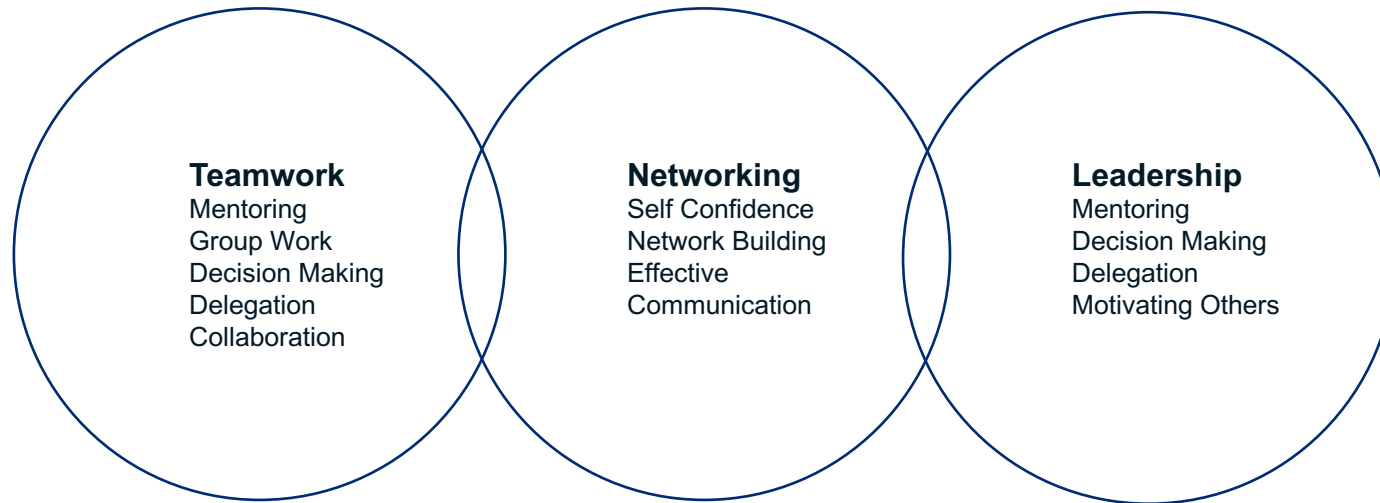 Teamwork
Mentoring
Group Work
Decision Making
Delegation
Collaboration
Networking
Self Confidence
Network Building
Effective
Communication
Leadership
Mentoring
Decision Making
Delegation
Motivating Others